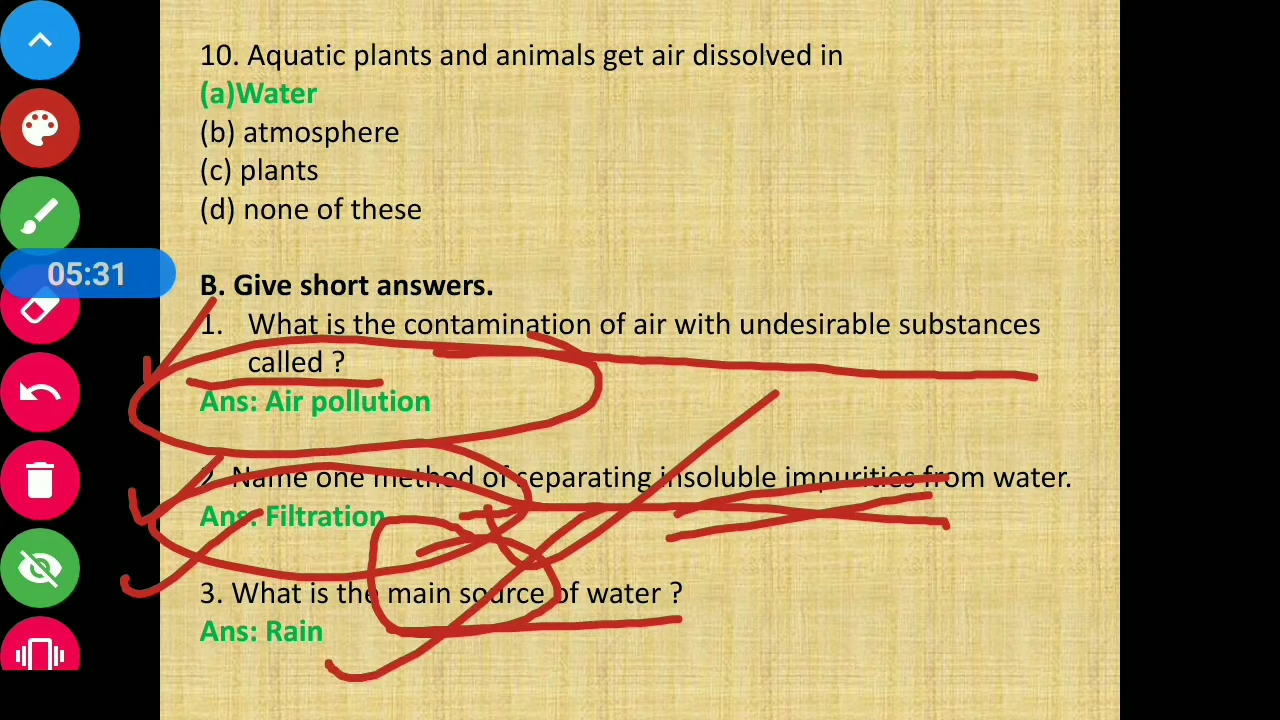 10. Aquatic plants and animals get air dissolved in
(a)Water
(b) atmosphere
(c) plants
(d) none of these
05:31
B. Give short answers.
1. What is the contamination of air with undesirable substances
called ?
Ans: Air pollution
2. Name one method of separating insoluble impurities from water.
Ans: Filtration
3. What is the main source of water ?
Ans: Rain